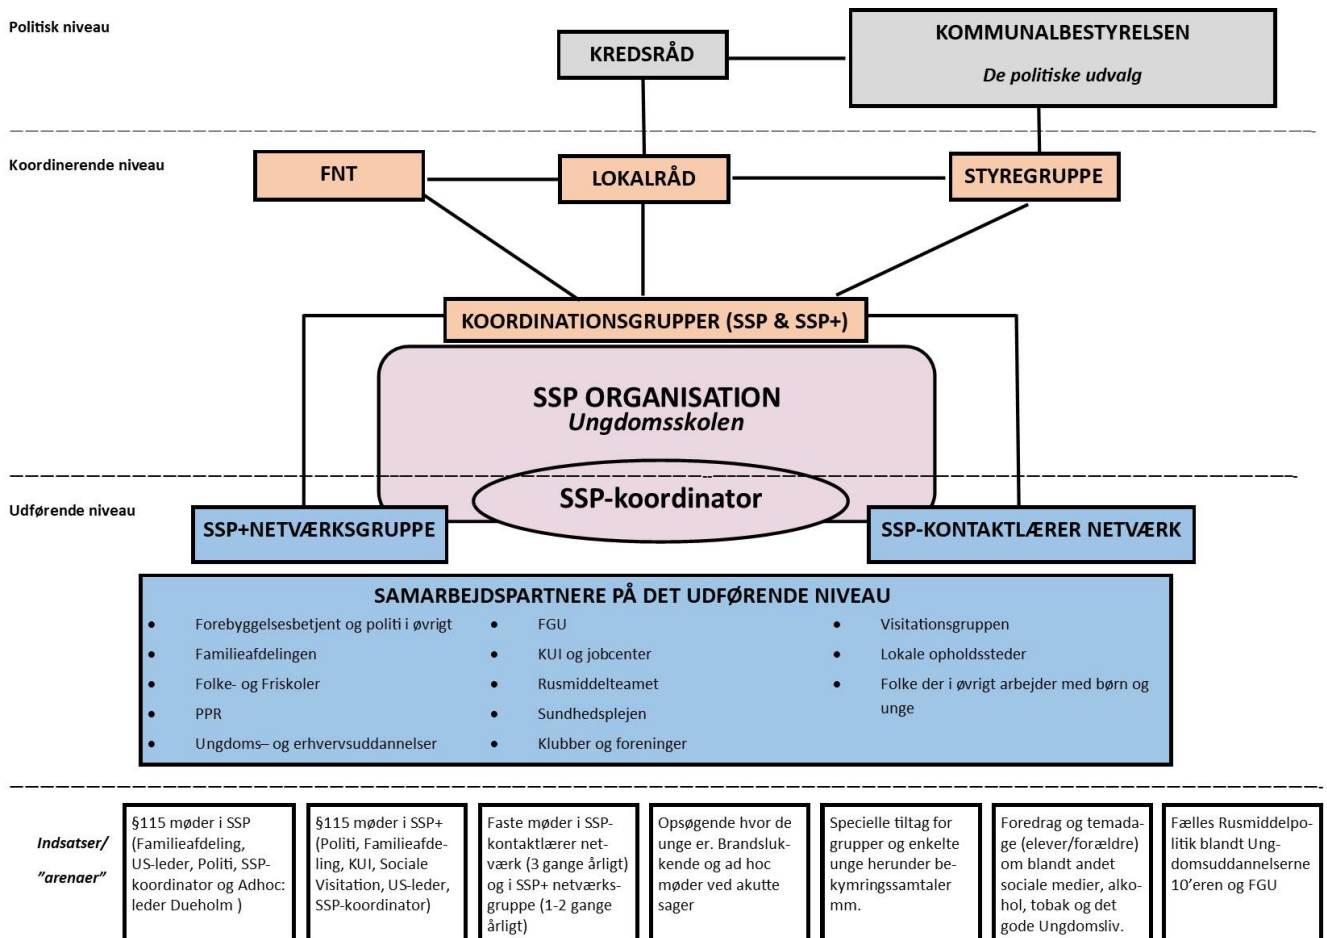 Politisk niveau
KREDSRÅD
KOMMUNALBESTYRELSEN
De politiske udvalg
Koordinerende niveau
FNT
LOKALRÅD
STYREGRUPPE
KOORDINATIONSGRUPPER (SSP & SSP+)
SSP ORGANISATION
Ungdomsskolen
SSP-koordinator
Udførende niveau
SSP+NETVÆRKSGRUPPE
SSP-KONTAKTLÆRER NETVÆRK
SAMARBEJDSPARTNERE PÅ DET UDFØRENDE NIVEAU
• Forebyggelsesbetjent og politi i øvrigt
• Familieafdelingen
• Folke- og Friskoler
• PPR
• Ungdoms– og erhvervsuddannelser
• FGU
• KUI og jobcenter
• Rusmiddelteamet
• Sundhedsplejen
• Klubber og foreninger
• Visitationsgruppen
• Lokale opholdssteder
• Folke der i øvrigt arbejder med børn og
unge
Indsatser/
”arenaer”
§115 møder i SSP
(Familieafdeling,
US-leder, Politi, SSP-
koordinator og Adhoc:
leder Dueholm )
§115 møder i SSP+
(Politi, Familieafde-
ling, KUI, Sociale
Visitation, US-leder,
SSP-koordinator)
Faste møder i SSP-
kontaktlærer net-
værk (3 gange årligt)
og i SSP+ netværks-
gruppe (1-2 gange
årligt)
Opsøgende hvor de
unge er. Brandsluk-
kende og ad hoc
møder ved akutte
sager
Specielle tiltag for
grupper og enkelte
unge herunder be-
kymringssamtaler
mm.
Foredrag og temada-
ge (elever/forældre)
om blandt andet
sociale medier, alko-
hol, tobak og det
gode Ungdomsliv.
Fælles Rusmiddelpo-
litik blandt Ung-
domsuddannelserne
10’eren og FGU